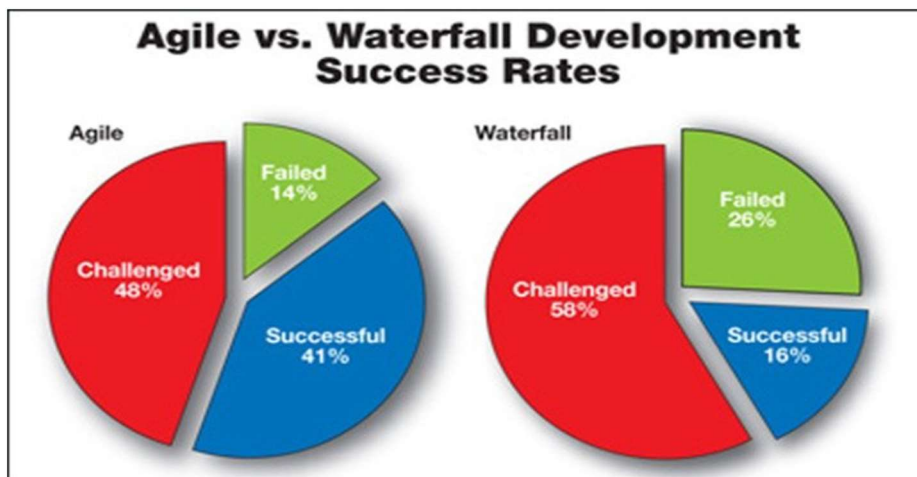 Agile vs. Waterfall Development
Success Rates
Agile
Failed
14%
Challenged
48%
Successful
41%
Waterfall
Failed
26%
Challenged
58%
Successful
16%